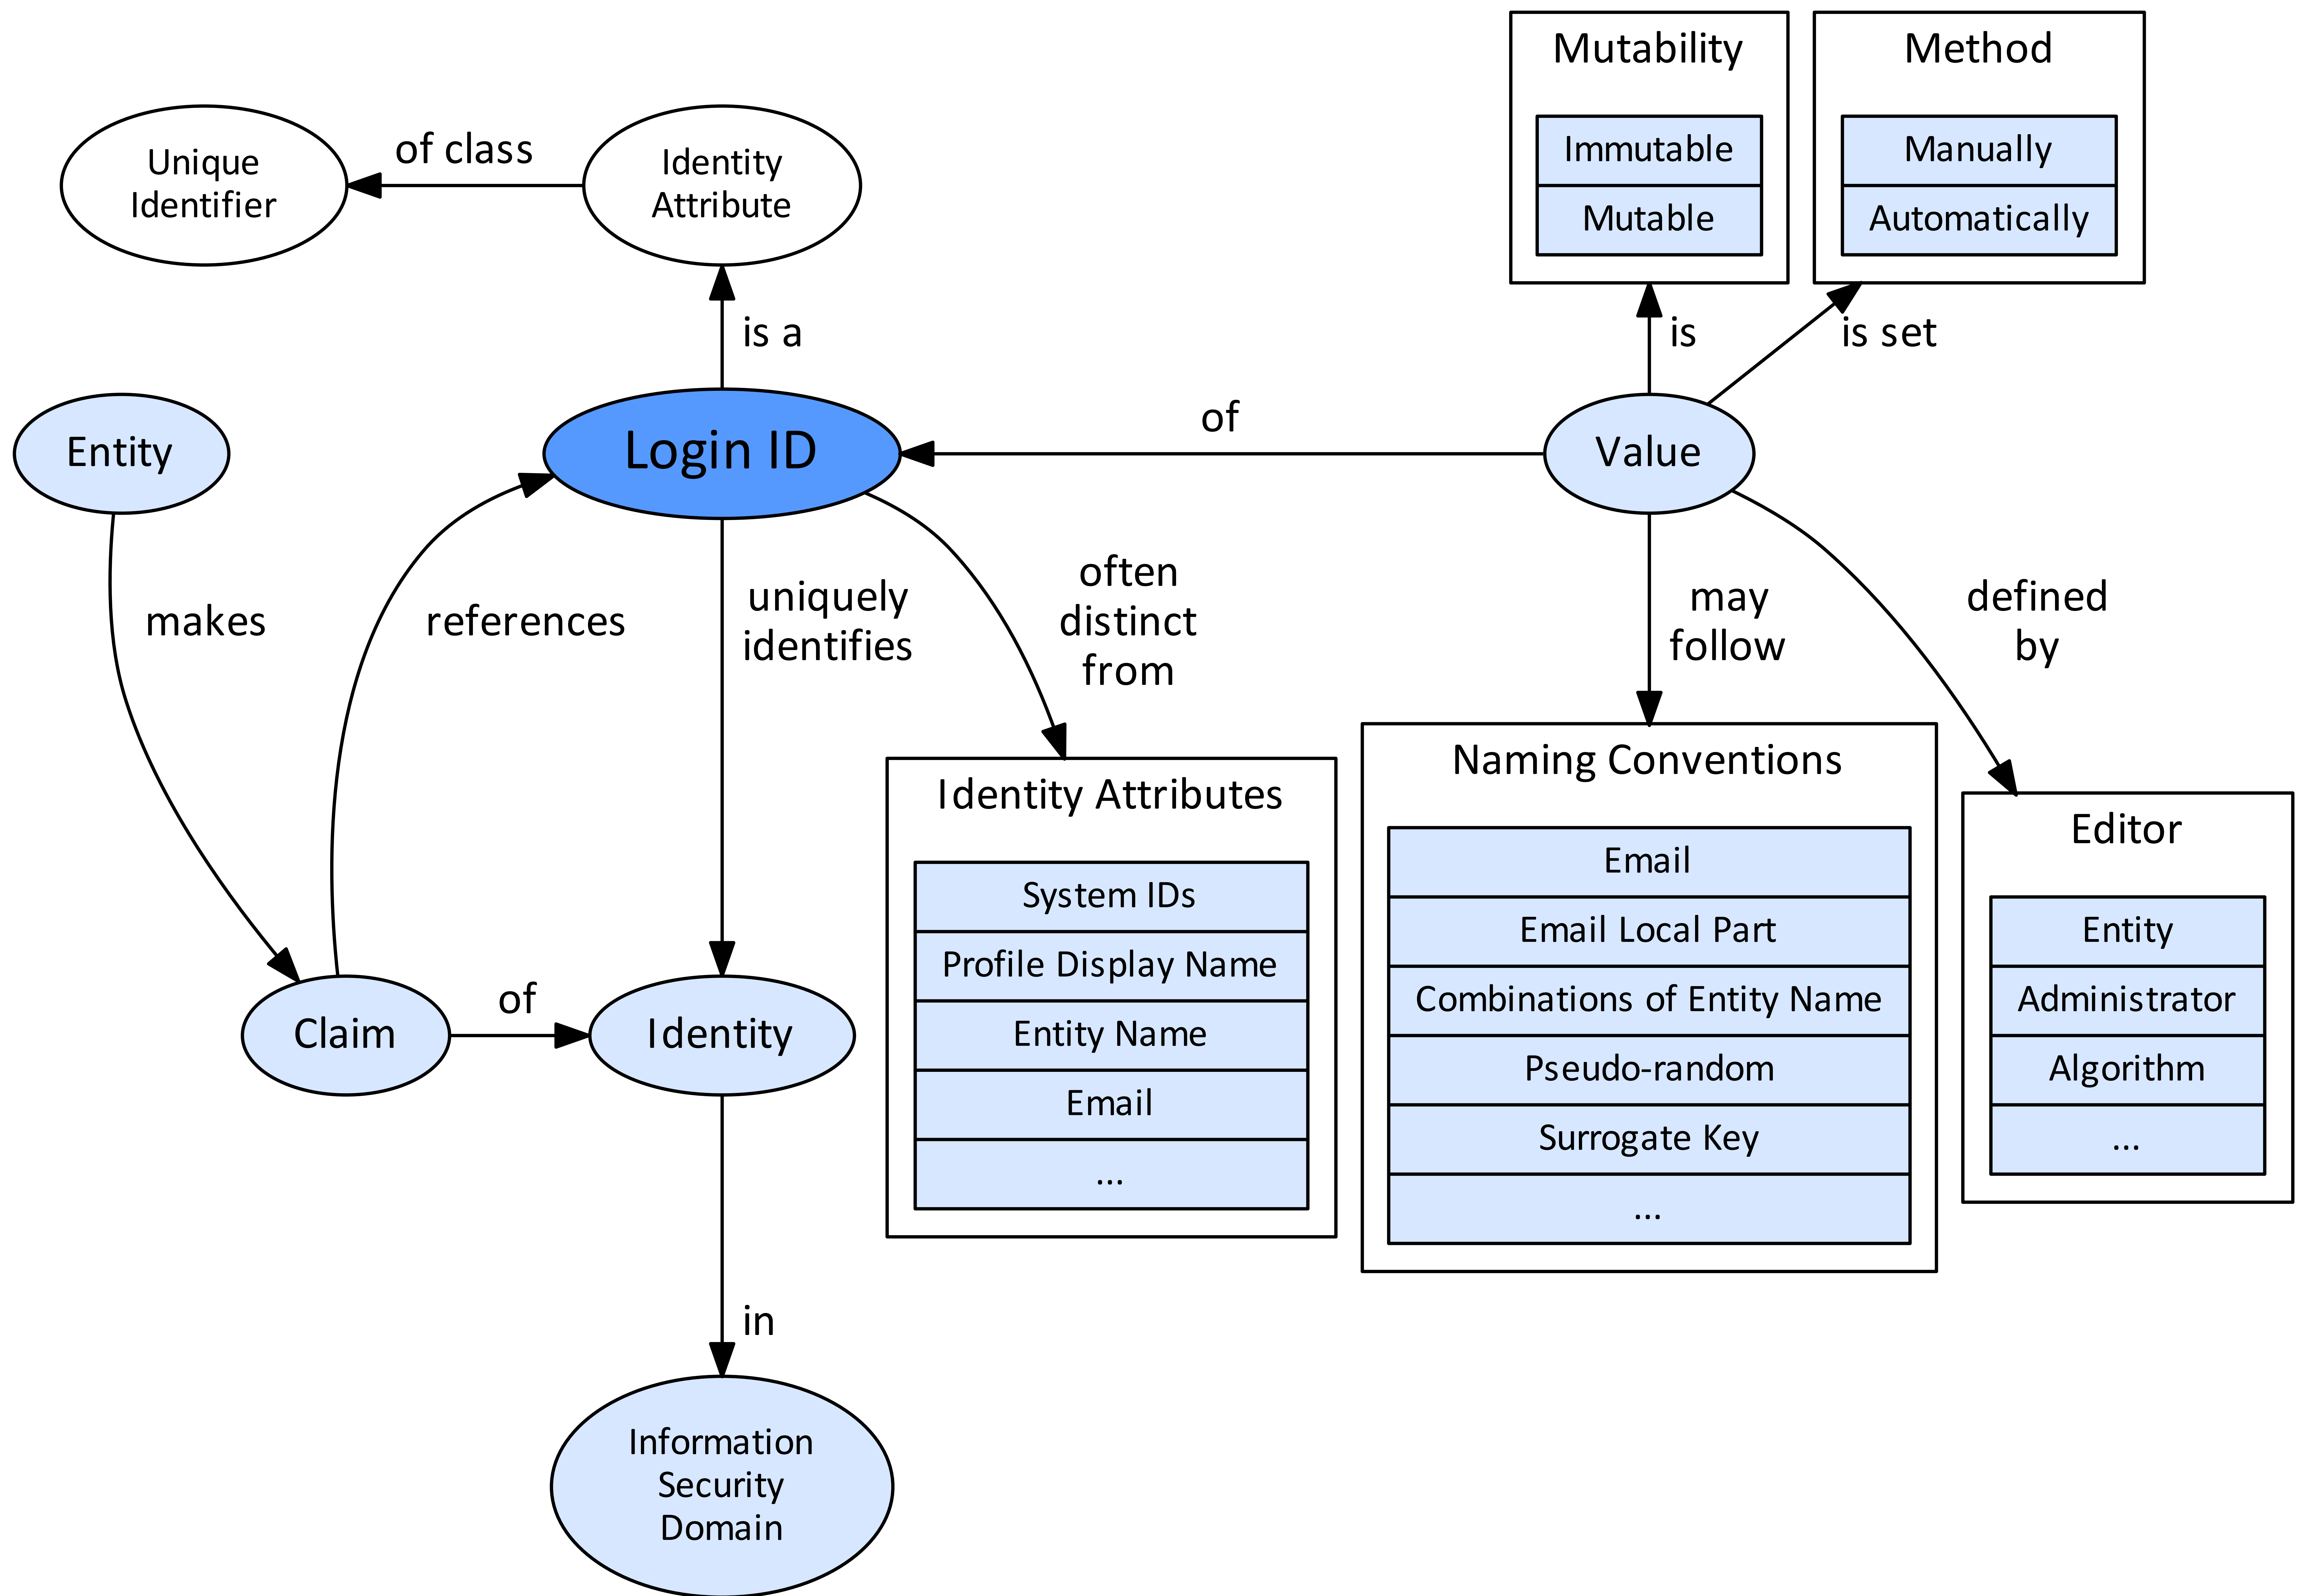 Mutability
Immutable
Mutable
Method
Manually
Automatically
Unique
Identifier
of class
Identity
Attribute
is a
is
is set
Entity
Login ID
of
Value
makes
references
uniquely
identifies
often
distinct
from
may
follow
defined
by
Identity Attributes
System IDs
Profile Display Name
Entity Name
Email
...
Naming Conventions
Email
Email Local Part
Combinations of Entity Name
Pseudo-random
Surrogate Key
...
Editor
Entity
Administrator
Algorithm
...
Claim
of
Identity
in
Information
Security
Domain